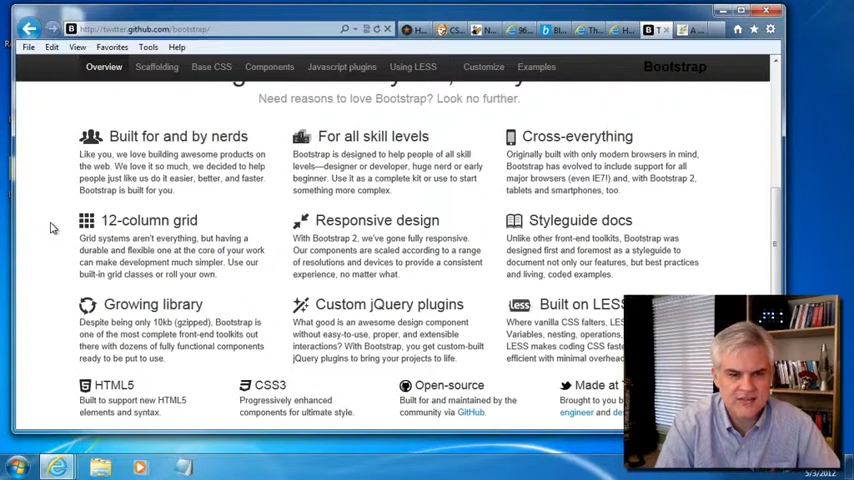 http://twitter.github.com/bootstrap/
H...
CS...
N...
96...
Bl...
Th...
H...
T
A ...
File Edit View Favorites Tools Help
Overview Scaffolding Base CSS Components Javascript plugins Using LESS Customize Examples Bootstrap
Need reasons to love Bootstrap? Look no further.
Built for and by nerds
Like you, we love building awesome products on
the web. We love it so much, we decided to help
people just like us do it easier, better, and faster.
Bootstrap is built for you.
For all skill levels
Bootstrap is designed to help people of all skill
levels—designer or developer, huge nerd or early
beginner. Use it as a complete kit or use to start
something more complex.
Cross-everything
Originally built with only modern browsers in mind,
Bootstrap has evolved to include support for all
major browsers (even IE7!) and, with Bootstrap 2,
tablets and smartphones, too.
12-column grid
Grid systems aren't everything, but having a
durable and flexible one at the core of your work
can make development much simpler. Use our
built-in grid classes or roll your own.
Responsive design
With Bootstrap 2, we've gone fully responsive.
Our components are scaled according to a range
of resolutions and devices to provide a consistent
experience, no matter what.
Styleguide docs
Unlike other front-end toolkits, Bootstrap was
designed first and foremost as a styleguide to
document not only our features, but best practices
and living, coded examples.
Growing library
Despite being only 10kb (gzipped), Bootstrap is
one of the most complete front-end toolkits out
there with dozens of fully functional components
ready to be put to use.
Custom jQuery plugins
What good is an awesome design component
without easy-to-use, proper, and extensible
interactions? With Bootstrap, you get custom-built
jQuery plugins to bring your projects to life.
less Built on LESS
Where vanilla CSS falters, LES
Variables, nesting, operations,
LESS makes coding CSS faste
efficient with minimal overhea
HTML5
Built to support new HTML5
elements and syntax.
CSS3
Progressively enhanced
components for ultimate style.
Open-source
Built for and maintained by the
community via GitHub.
Made at T
Brought to you b
engineer and de
5/3/2012